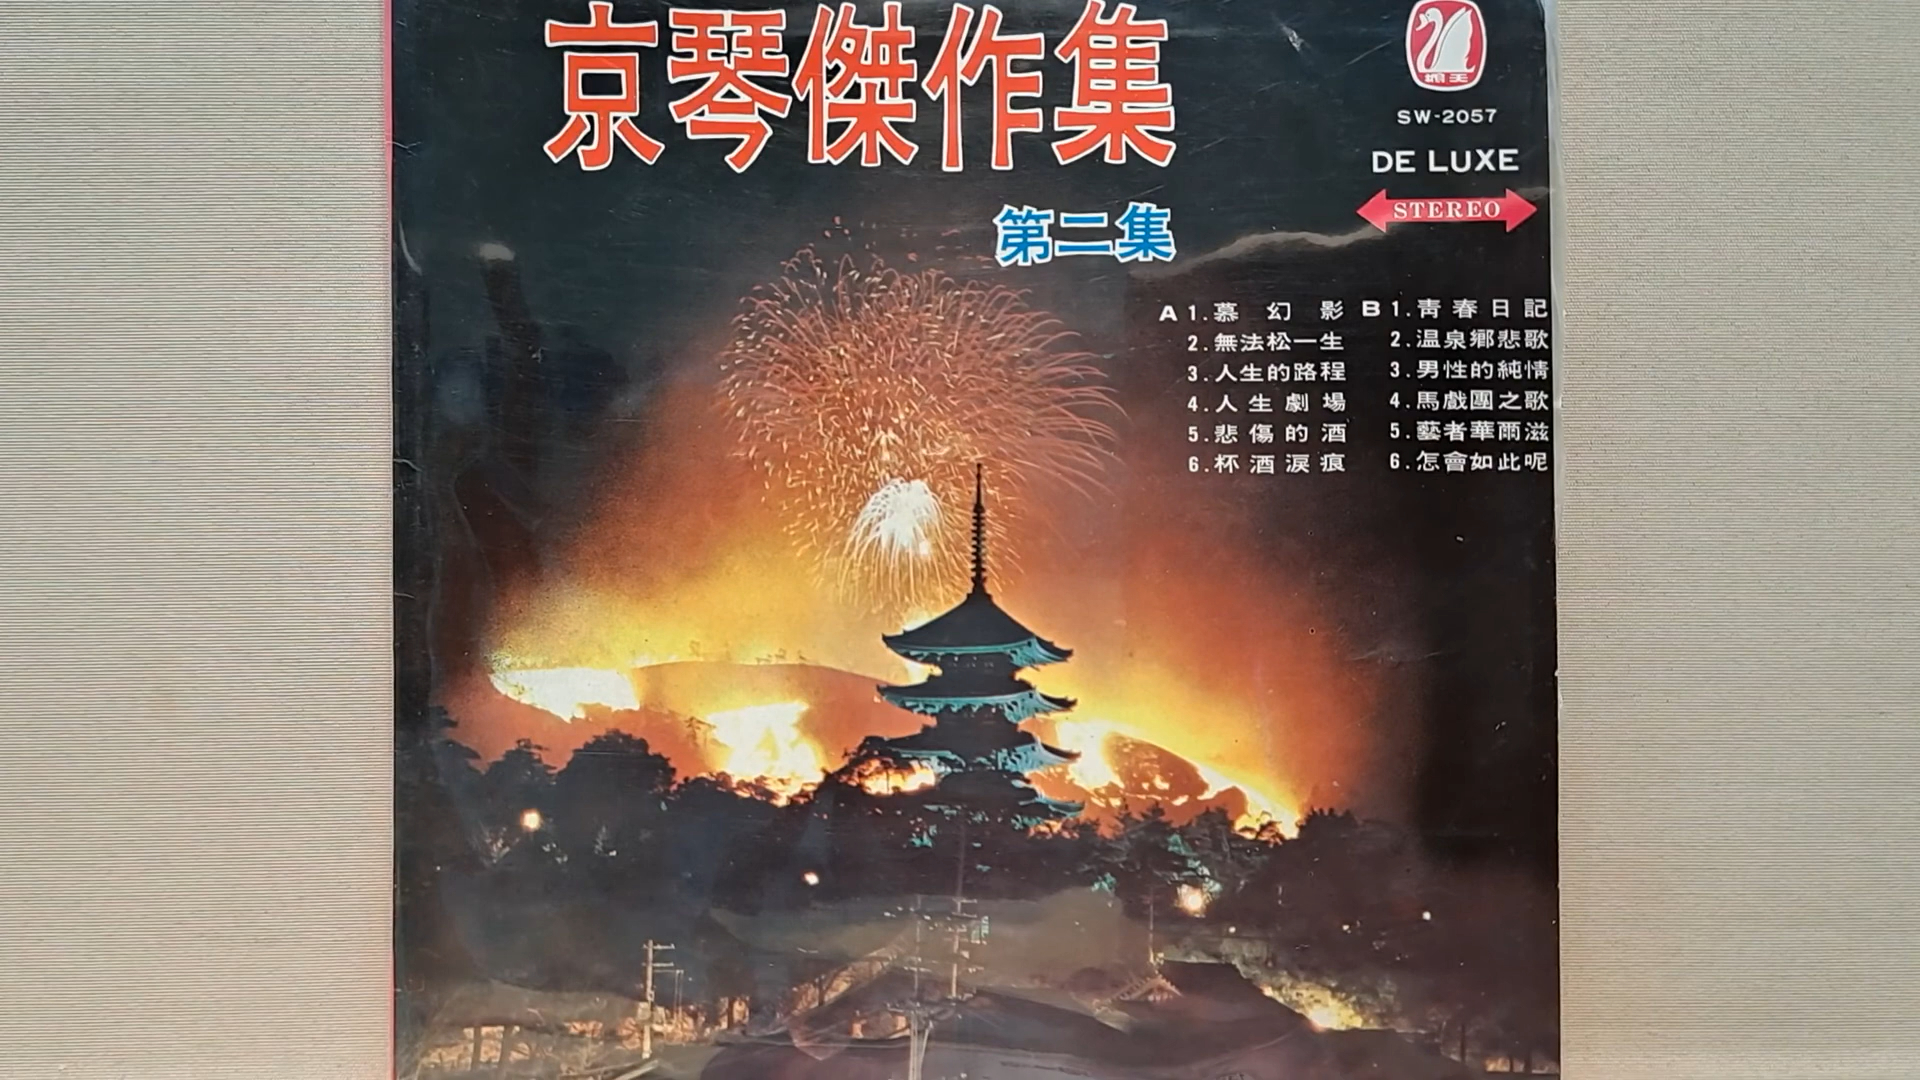 京琴傑作集
第二集
SW-2057
DE LUXE
STEREO
A 1.慕幻影
2.無法松一生
3.人生的路程
4.人生劇場
5.悲傷的酒
6.杯酒淚痕
B 1.靑春日記
2.温泉鄉悲歌
3.男性的純情
4.馬戲團之歌
5.藝者華爾滋
6.怎會如此呢